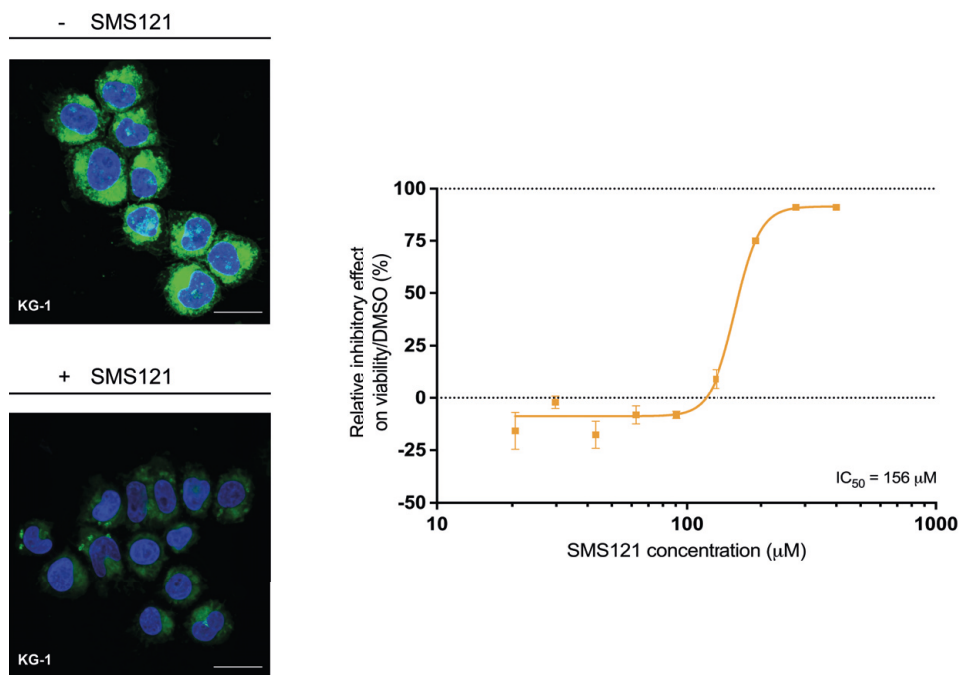 - SMS121
KG-1
+ SMS121
KG-1
Relative inhibitory effect
on viability/DMSO (%)
100
75
50
25
0
-25
-50
IC50 = 156 μM
10
100
1000
SMS121 concentration (μM)